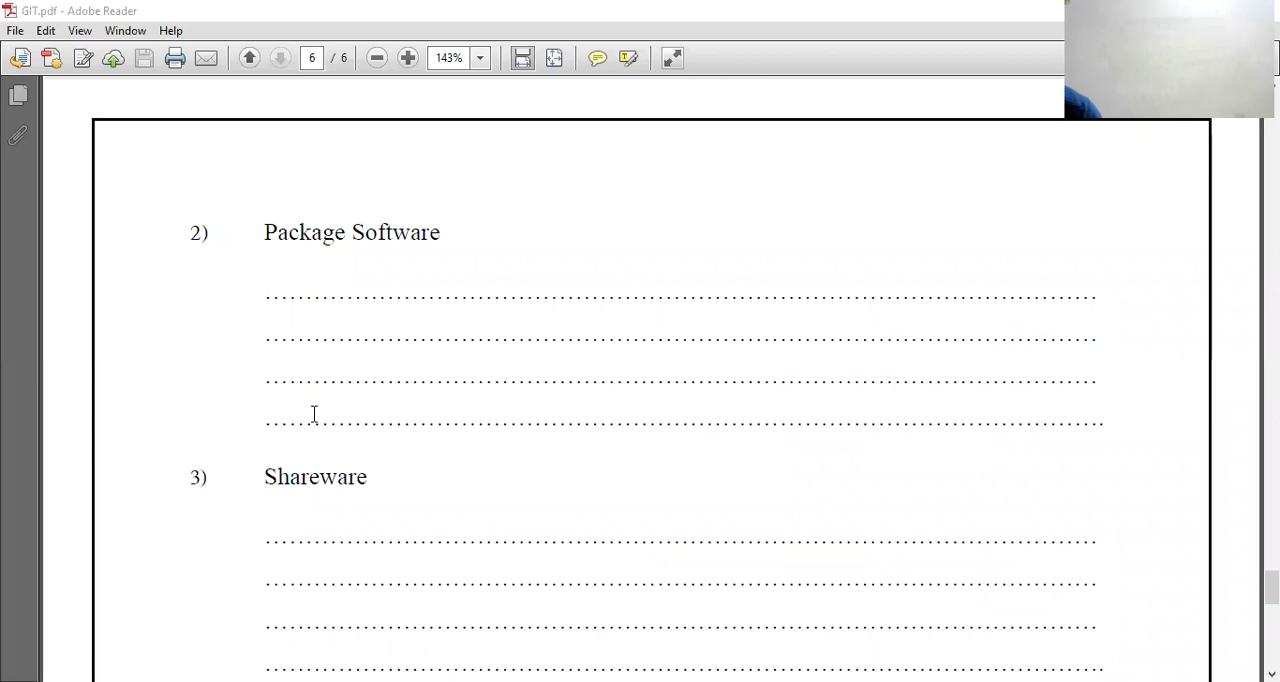 GIT.pdf - Adobe Reader
File Edit View Window Help
6 / 6 143%
2) Package Software
................................................................................................
................................................................................................
................................................................................................
.................................................................................................
3) Shareware
................................................................................................
................................................................................................
................................................................................................
.................................................................................................